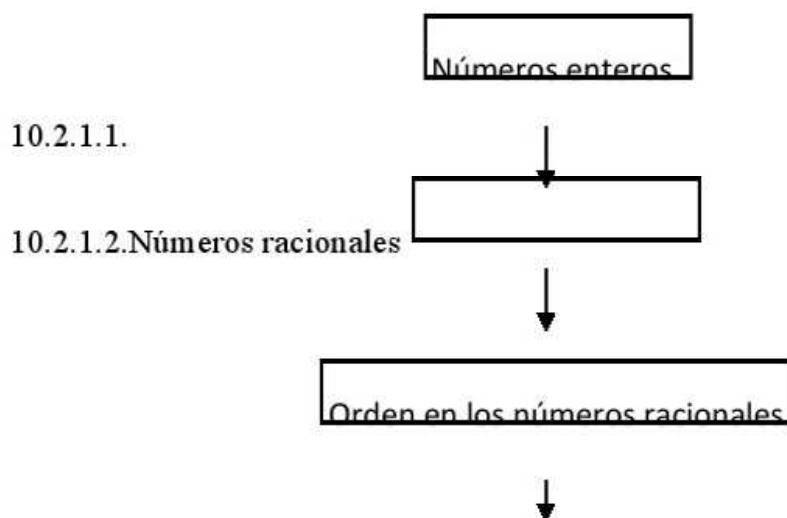 Números enteros
10.2.1.1.
10.2.1.2.Números racionales
Orden en los números racionales